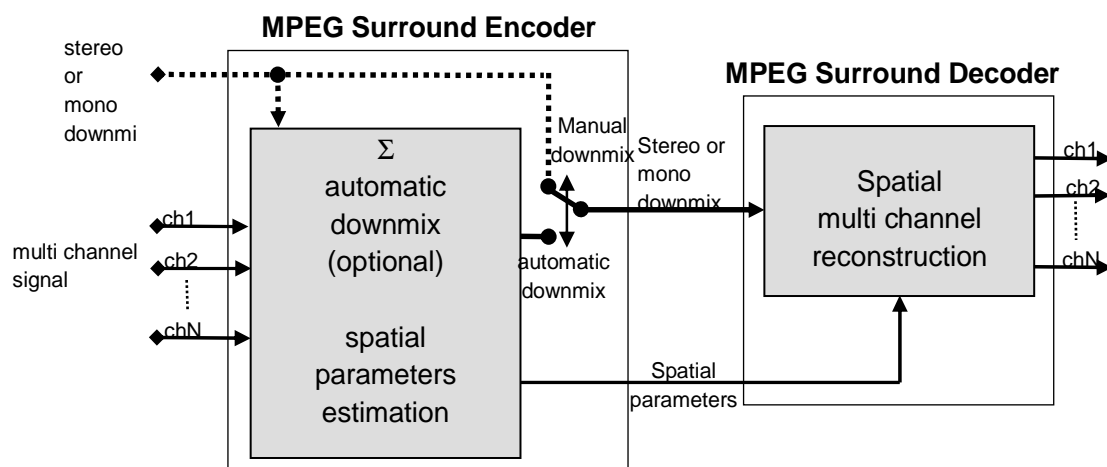 MPEG Surround Encoder
stereo
or
mono
downmi
MPEG Surround Decoder
Σ
automatic
downmix
(optional)
spatial
parameters
estimation
multi channel
signal
ch1
ch2
chN
Manual
downmix
automatic
downmix
Stereo or
mono
downmix
Spatial
parameters
Spatial
multi channel
reconstruction
ch1
ch2
chN